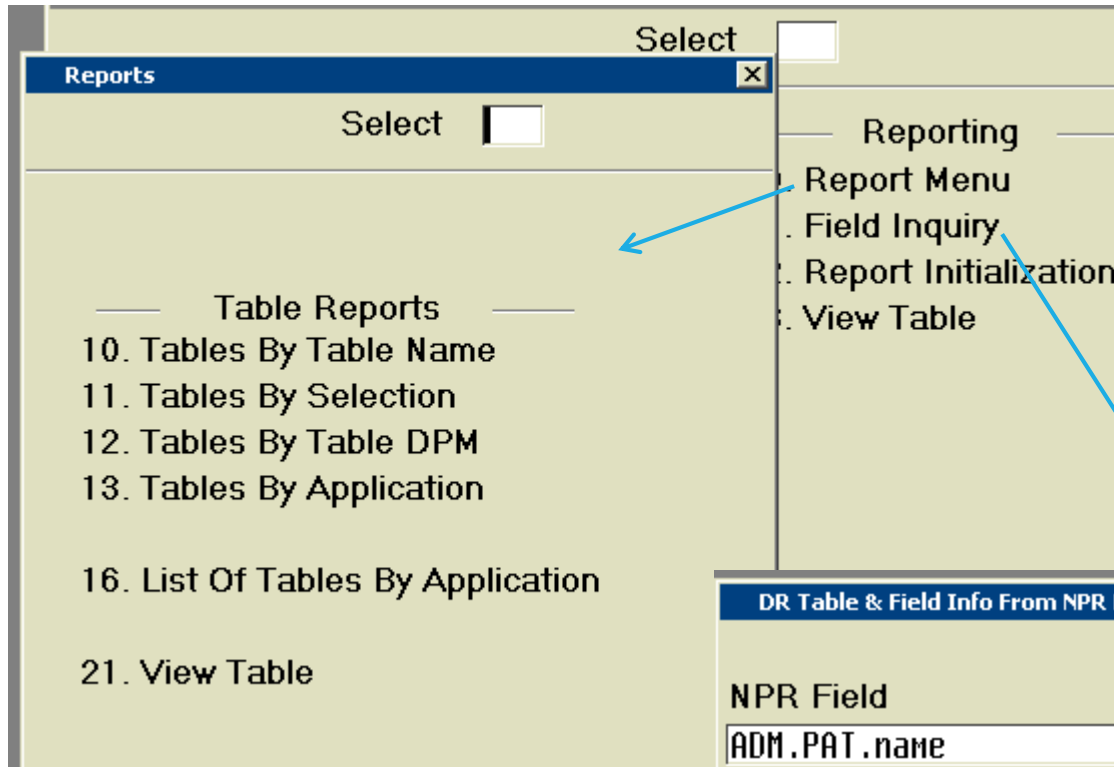 Select
Reports
Select
Table Reports
10. Tables By Table Name
11. Tables By Selection
12. Tables By Table DPM
13. Tables By Application
16. List Of Tables By Application
21. View Table
Reporting
. Report Menu
. Field Inquiry
. Report Initialization
. View Table
DR Table & Field Info From NPR
NPR Field
ADM.PAT.name